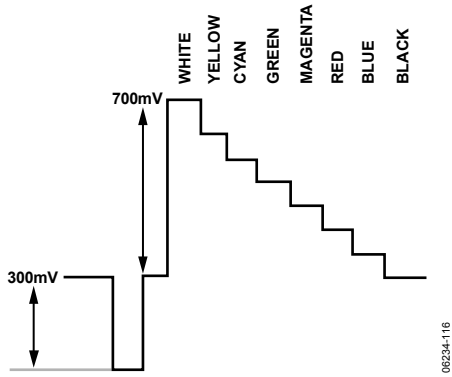 WHITE
YELLOW
CYAN
GREEN
MAGENTA
RED
BLUE
BLACK
700mV
300mV
06234-116